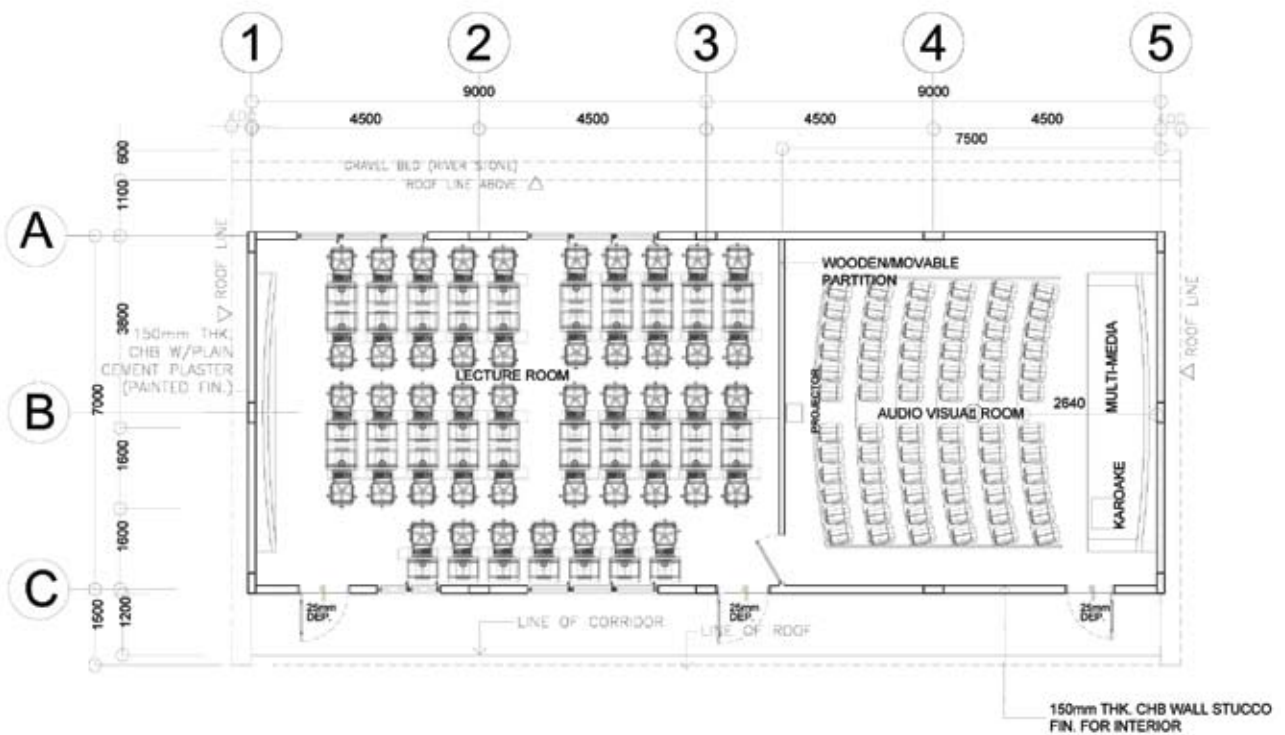 1
2
3
4
5
9000
9000
4500
4500
4500
4500
7500
600
1100
GRAVEL BED (RIVER STONE)
ROOF LINE ABOVE
A
ROOF LINE
WOODEN/MOVABLE
PARTITION
ROOF LINE
3800
150mm THK.
CHB W/PLAIN
CEMENT PLASTER
(PAINTED FIN.)
LECTURE ROOM
PROJECTOR
MULTI-MEDIA
7000
B
AUDIO VISUAL ROOM
2640
1600
KAROAKE
1600
C
1500
1200
25mm
DEP.
25mm
DEP.
25mm
DEP.
LINE OF CORRIDOR
LINE OF ROOF
150mm THK. CHB WALL STUCCO
FIN. FOR INTERIOR